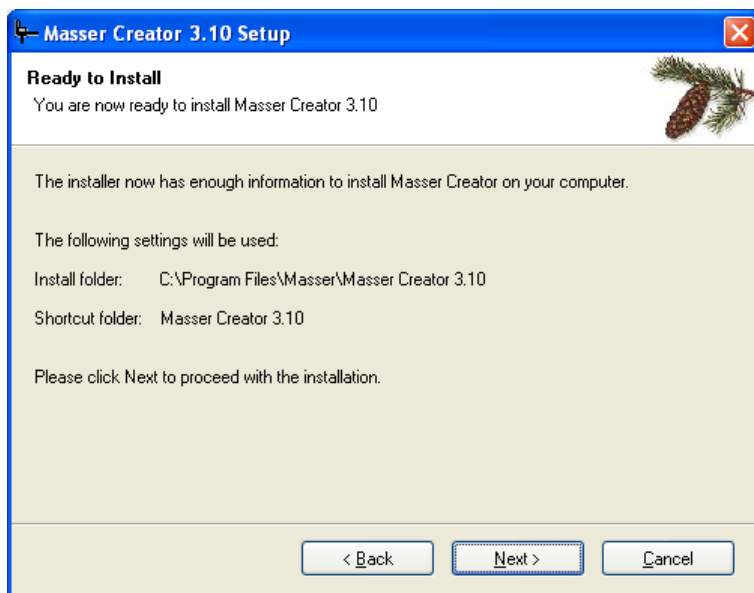 Masser Creator 3.10 Setup
Ready to Install
You are now ready to install Masser Creator 3.10
The installer now has enough information to install Masser Creator on your computer.
The following settings will be used:
Install folder: C:\Program Files\Masser\Masser Creator 3.10
Shortcut folder: Masser Creator 3.10
Please click Next to proceed with the installation.
< Back Next > Cancel